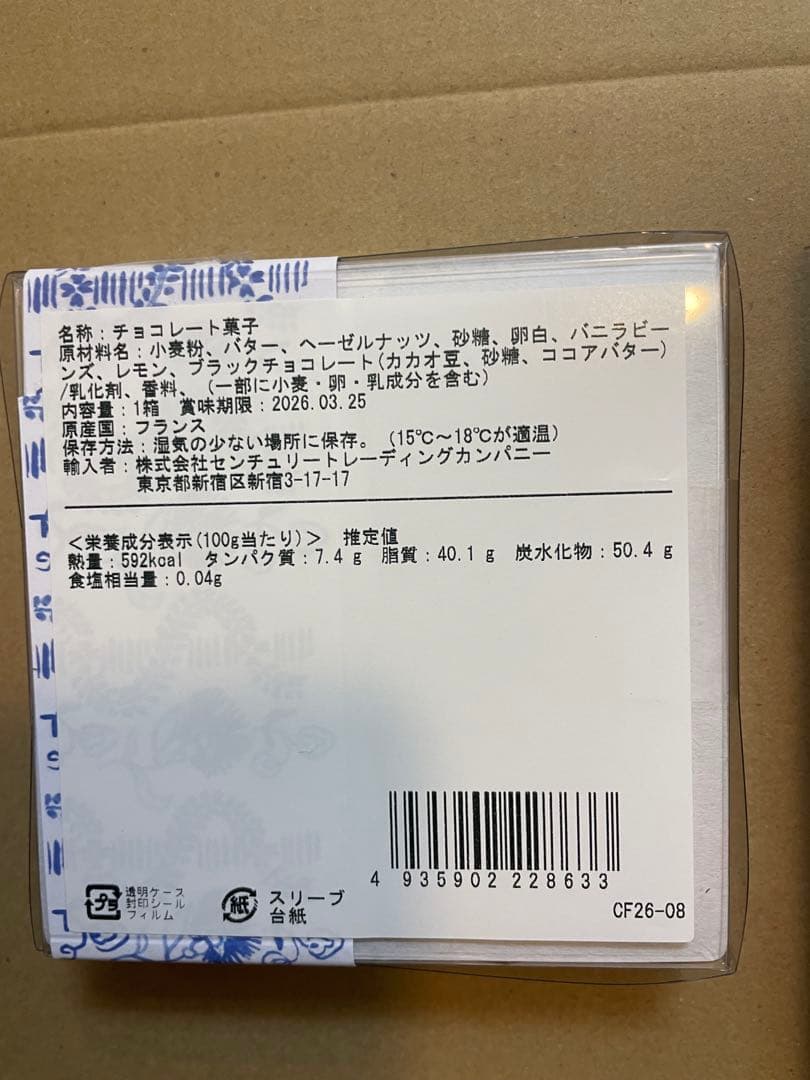 名称：チョコレート菓子
原材料名：小麦粉、バター、ヘーゼルナッツ、砂糖、卵白、バニラビー
ンズ、レモン、ブラックチョコレート(カカオ豆、砂糖、ココアバター)
/乳化剤、香料、（一部に小麦・卵・乳成分を含む）
内容量：1箱　賞味期限：2026.03.25
原産国：フランス
保存方法：湿気の少ない場所に保存。（15℃～18℃が適温）
輸入者：株式会社センチュリートレーディングカンパニー
東京都新宿区新宿3-17-17
＜栄養成分表示(100g当たり)＞　推定値
熱量：592kcal　タンパク質：7.4 g　脂質：40.1 g　炭水化物：50.4 g
食塩相当量：0.04g
4 935902 228633
プラ
透明ケース
封印シール
フィルム
紙
スリーブ
台紙
CF26-08